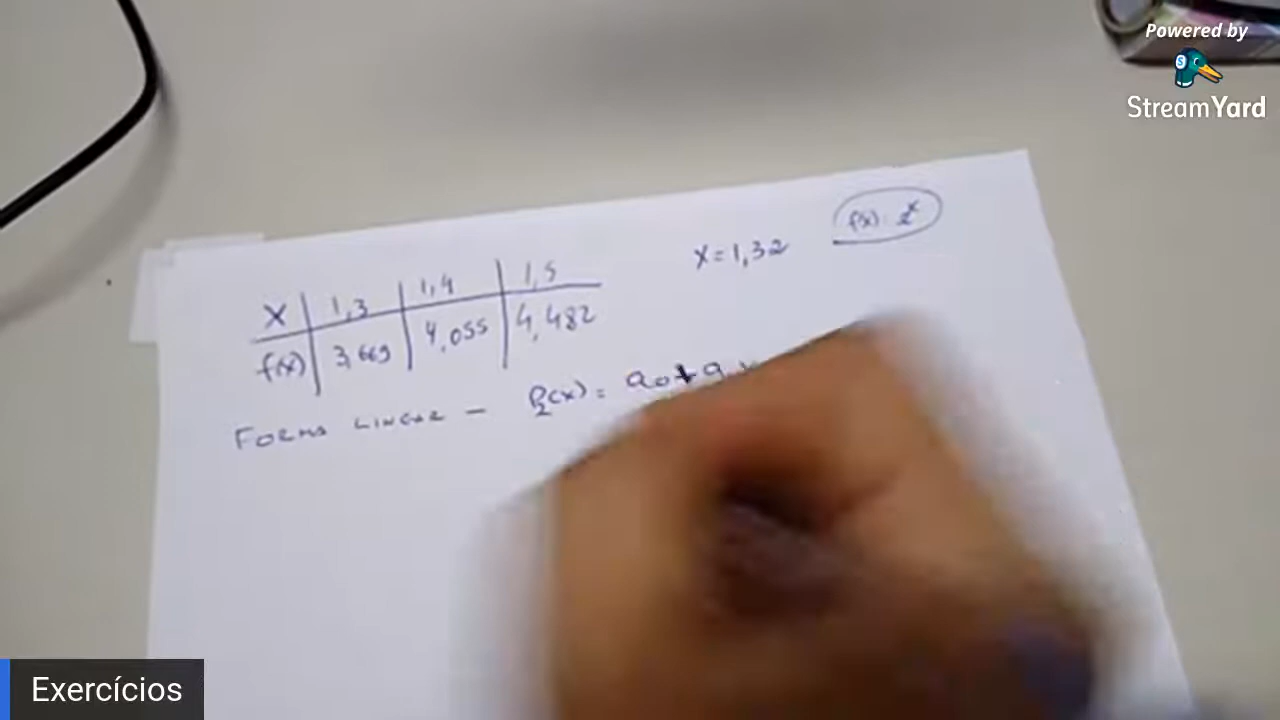 Powered by
StreamYard
f(x) = e^x
x = 1,32
X | 1,3 | 1,4 | 1,5
f(x) | 3,669 | 4,055 | 4,482
FORMA LINEAR - P₂(x) = a₀ + a₁ x
Exercícios